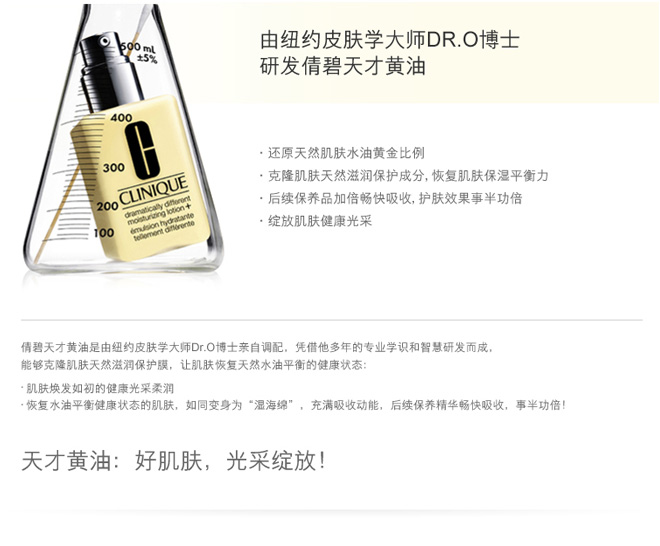 由纽约皮肤学大师DR.O博士
研发倩碧天才黄油
500 mL
±5%
400
300
200
100
CLINIQUE
dramatically different
moisturizing lotion+
émulsion hydratante
tellement différente
· 还原天然肌肤水油黄金比例
· 克隆肌肤天然滋润保护成分, 恢复肌肤保湿平衡力
· 后续保养品加倍畅快吸收, 护肤效果事半功倍
· 绽放肌肤健康光采
倩碧天才黄油是由纽约皮肤学大师Dr.O博士亲自调配，凭借他多年的专业学识和智慧研发而成，
能够克隆肌肤天然滋润保护膜，让肌肤恢复天然水油平衡的健康状态:
· 肌肤焕发如初的健康光采柔润
· 恢复水油平衡健康状态的肌肤，如同变身为“湿海绵”，充满吸收动能，后续保养精华畅快吸收，事半功倍！
天才黄油：好肌肤，光采绽放！